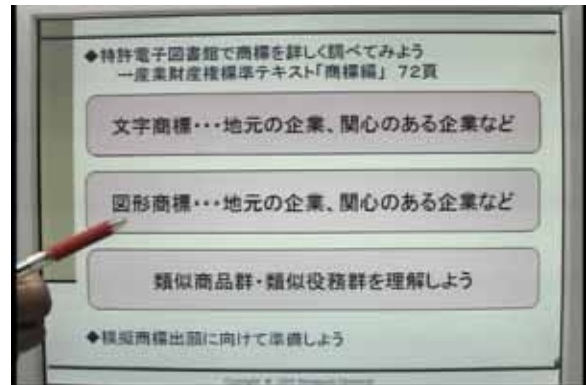 ◆特許電子図書館で商標を詳しく調べてみよう
ー産業財産権標準テキスト「商標編」 72頁
文字商標・・・地元の企業、関心のある企業など
図形商標・・・地元の企業、関心のある企業など
類似商品群・類似役務群を理解しよう
◆模擬商標出願に向けて準備しよう